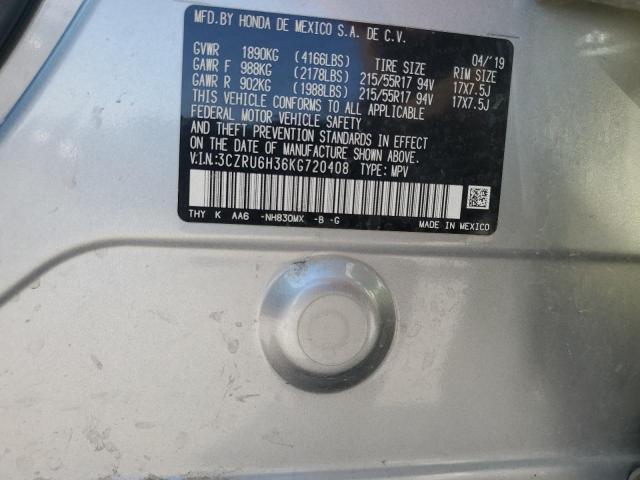 MFD.BY HONDA DE MEXICO S.A. DE C.V.
04/'19
GVWR 1890KG (4166LBS) TIRE SIZE RIM SIZE
GAWR F 988KG (2178LBS) 215/55R17 94V 17X7.5J
GAWR R 902KG (1988LBS) 215/55R17 94V 17X7.5J
THIS VEHICLE CONFORMS TO ALL APPLICABLE
FEDERAL MOTOR VEHICLE SAFETY
AND THEFT PREVENTION STANDARDS IN EFFECT
ON THE DATE OF MANUFACTURE SHOWN ABOVE.
V.I.N:3CZRU6H36KG720408 TYPE: MPV
THY K AA6 -NH830MX -B -G
MADE IN MEXICO